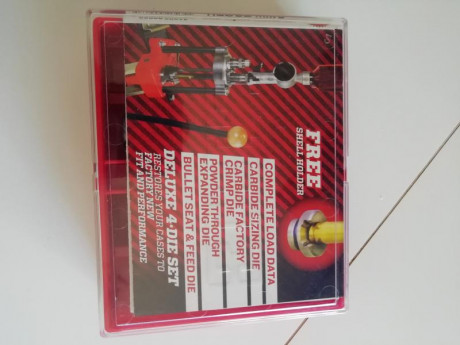 FREE
SHELL HOLDER
COMPLETE LOAD DATA
CARBIDE SIZING DIE
CARBIDE FACTORY
CRIMP DIE
POWDER THROUGH
EXPANDING DIE
BULLET SEAT & FEED DIE
DELUXE 4-DIE SET
RESTORES YOUR CASES TO
FACTORY NEW
FIT AND PERFORMANCE